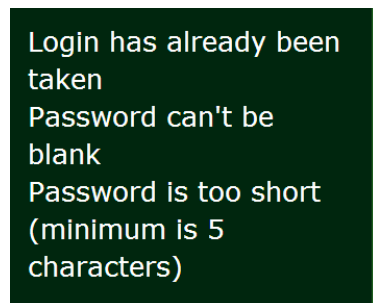 Login has already been
taken
Password can't be
blank
Password is too short
(minimum is 5
characters)